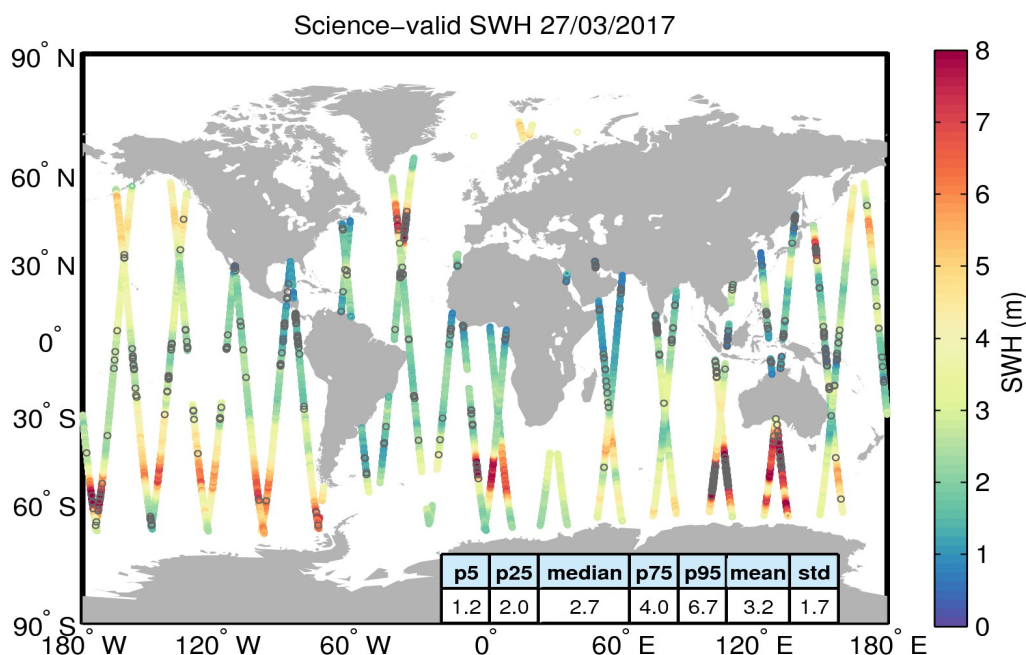 Science−valid SWH 27/03/2017
90° N
60° N
30° N
0°
30° S
60° S
90° S
180° W
120° W
60° W
0°
60° E
120° E
180° E
8
7
6
5
4
3
2
1
0
SWH (m)
p5 p25 median p75 p95 mean std
1.2 2.0 2.7 4.0 6.7 3.2 1.7